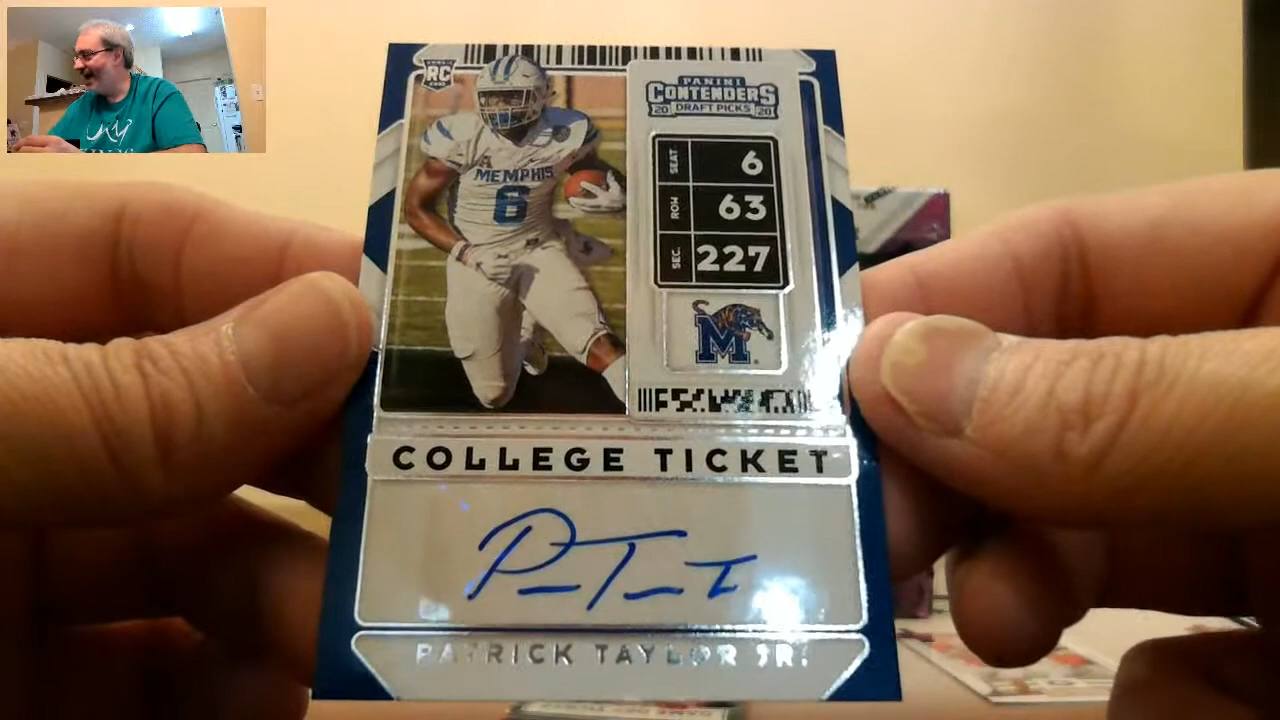 RC
PANINI
CONTENDERS
20 DRAFT PICKS 20
SEAT 6
ROW 63
SEC. 227
MEMPHIS
6
M
COLLEGE TICKET
PATRICK TAYLOR JR.